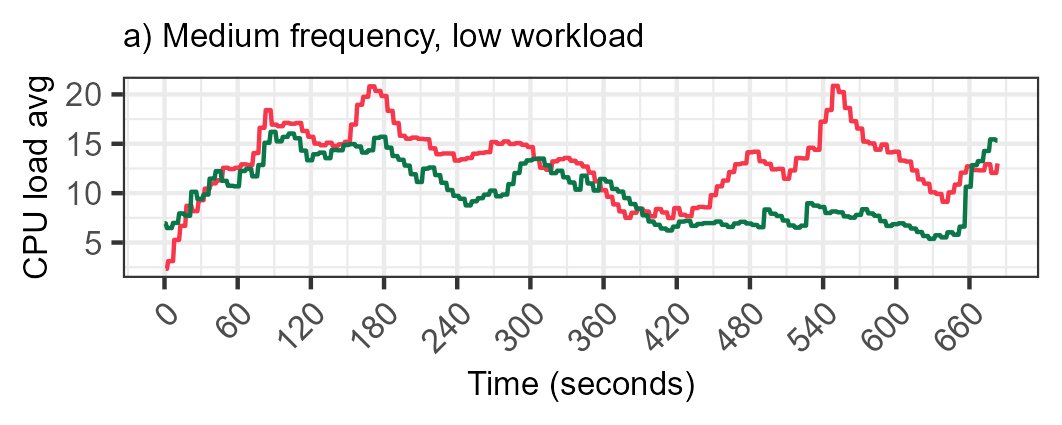 a) Medium frequency, low workload
CPU load avg
20
15
10
5
0 60 120 180 240 300 360 420 480 540 600 660
Time (seconds)